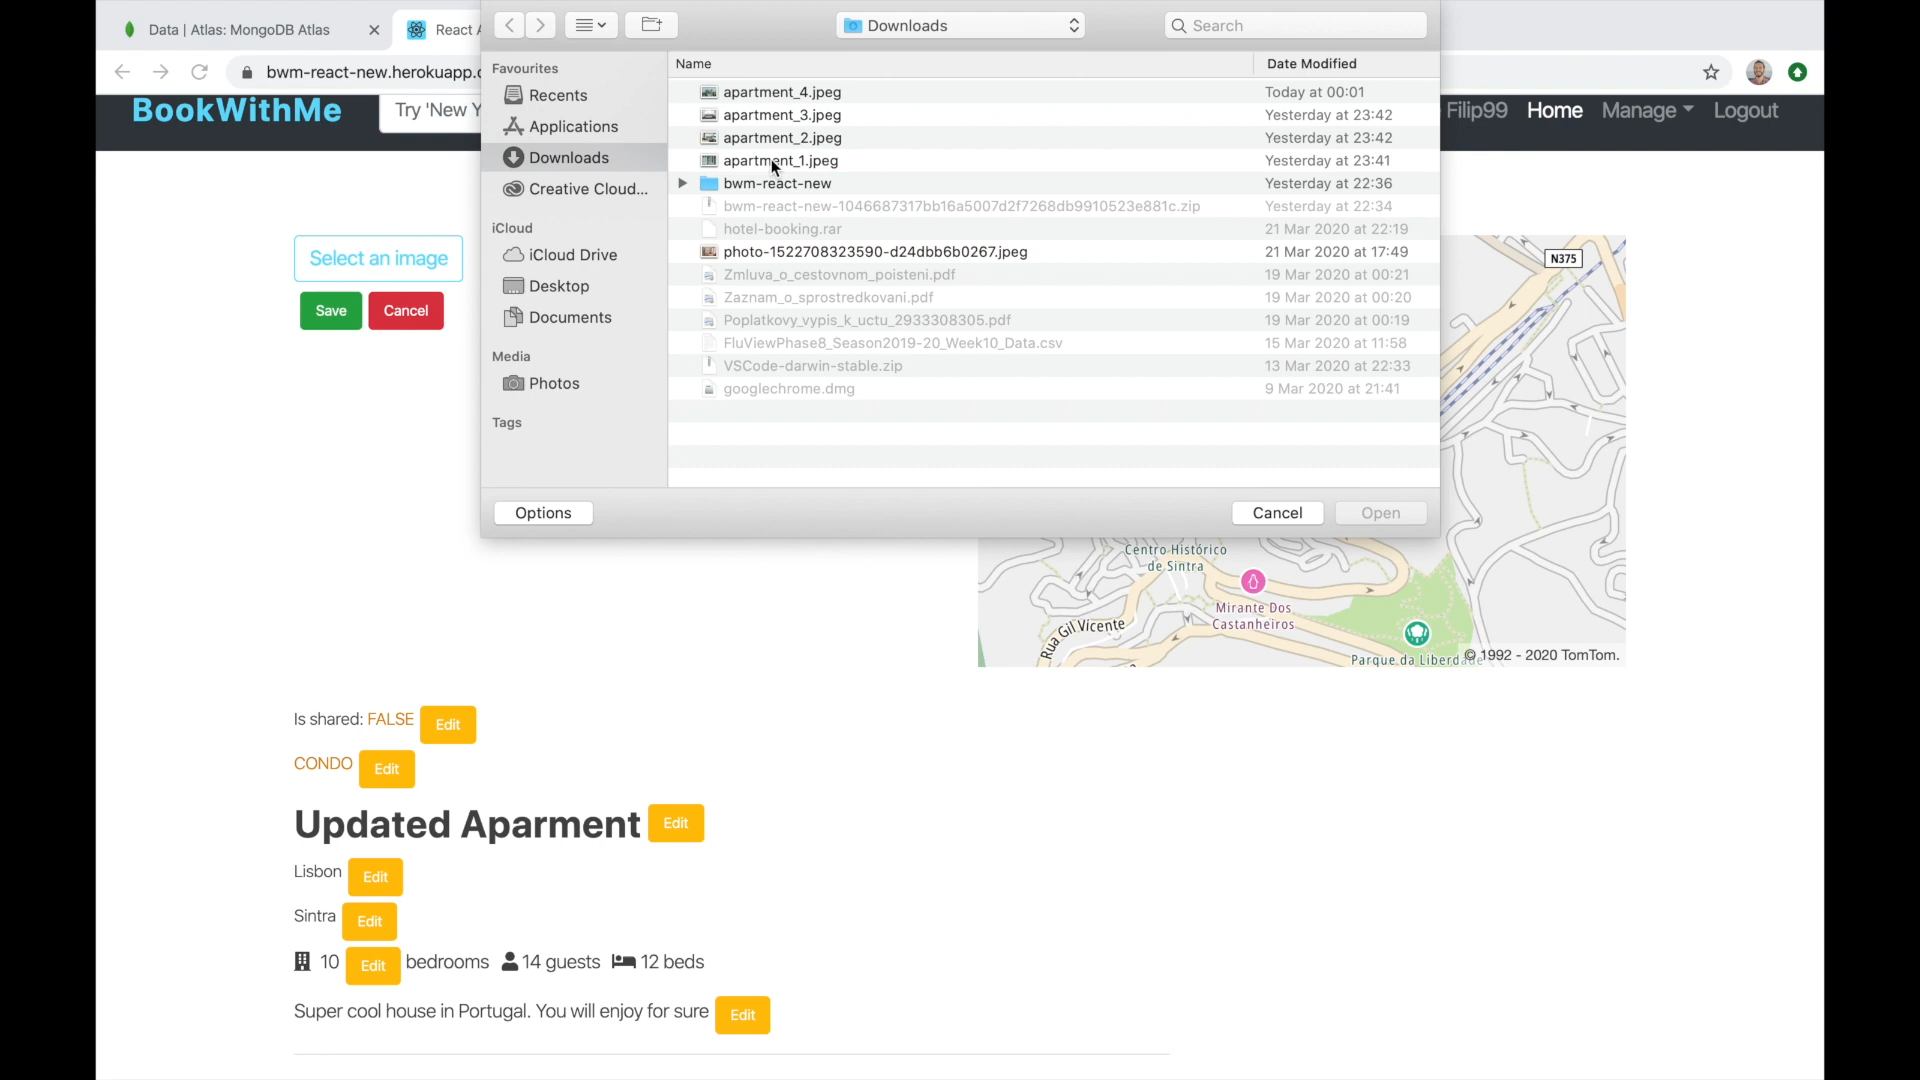 Data | Atlas: MongoDB Atlas
React A
bwm-react-new.herokuapp.c
BookWithMe
Try 'New Y
Filip99
Home
Manage
Logout
Downloads
Search
Favourites
Recents
Applications
Downloads
Creative Cloud...
iCloud
iCloud Drive
Desktop
Documents
Media
Photos
Tags
Name Date Modified
apartment_4.jpeg Today at 00:01
apartment_3.jpeg Yesterday at 23:42
apartment_2.jpeg Yesterday at 23:42
apartment_1.jpeg Yesterday at 23:41
bwm-react-new Yesterday at 22:36
bwm-react-new-1046687317bb16a5007d2f7268db9910523e881c.zip Yesterday at 22:34
hotel-booking.rar 21 Mar 2020 at 22:19
photo-1522708323590-d24dbb6b0267.jpeg 21 Mar 2020 at 17:49
Zmluva_o_cestovnom_poisteni.pdf 19 Mar 2020 at 00:21
Zaznam_o_sprostredkovani.pdf 19 Mar 2020 at 00:20
Poplatkovy_vypis_k_uctu_2933308305.pdf 19 Mar 2020 at 00:19
FluViewPhase8_Season2019-20_Week10_Data.csv 15 Mar 2020 at 11:58
VSCode-darwin-stable.zip 13 Mar 2020 at 22:33
googlechrome.dmg 9 Mar 2020 at 21:41
Options
Cancel
Open
Select an image
Save
Cancel
N375
Centro Histórico
de Sintra
Mirante Dos
Castanheiros
Rua Gil Vicente
Parque da Liberdade
© 1992 - 2020 TomTom.
Is shared: FALSE Edit
CONDO Edit
Updated Aparment Edit
Lisbon Edit
Sintra Edit
10 Edit bedrooms 14 guests 12 beds
Super cool house in Portugal. You will enjoy for sure Edit